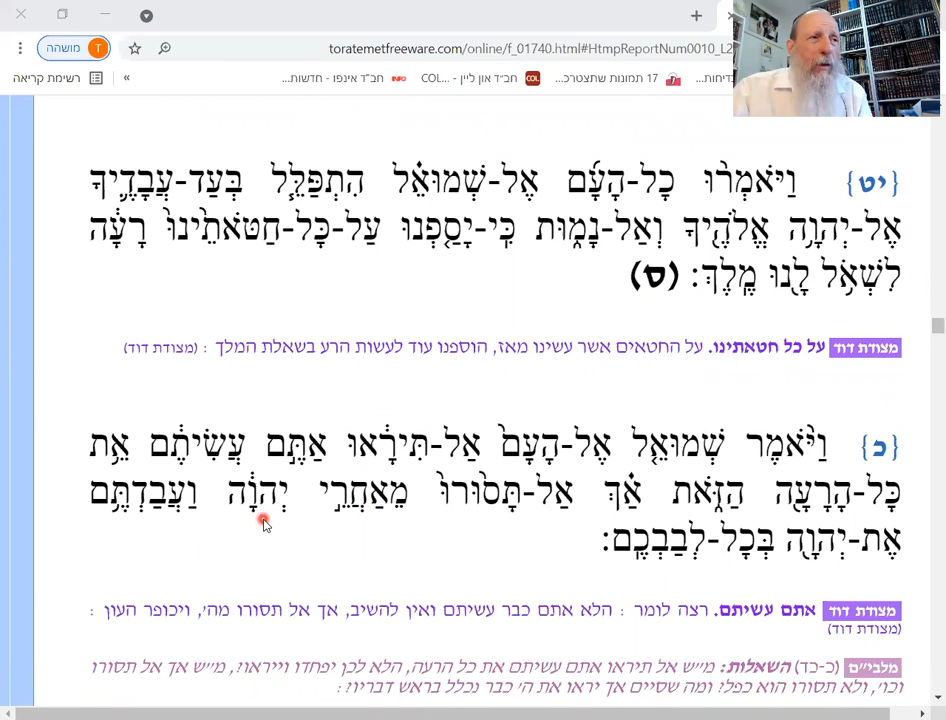 מושהה
toratemetfreeware.com/online/f_01740.html#HtmpReportNum0010_L2
רשימת קריאה
חב"ד אינפו - חדשות...
חב"ד און ליין - COL...
17 תמונות שתצטרכ...
בדיחות...
{יט} וַיֹּאמְר֨וּ כָל-הָעָ֜ם אֶל-שְׁמוּאֵ֗ל הִתְפַּלֵּ֧ל בְּעַד-עֲבָדֶ֛יךָ
אֶל-יְהוָ֥ה אֱלֹהֶ֖יךָ וְאַל-נָמ֑וּת כִּֽי-יָסַ֤פְנוּ עַל-כָּל-חַטֹּאתֵ֙ינוּ֙ רָעָ֔ה
לִשְׁאֹ֥ל לָ֖נוּ מֶֽלֶךְ: (ס)
מצודת דוד על כל חטאתינו. על החטאים אשר עשינו מאז, הוספנו עוד לעשות הרע בשאלת המלך : (מצודת דוד)
{כ} וַיֹּ֨אמֶר שְׁמוּאֵ֤ל אֶל-הָעָם֙ אַל-תִּירָ֔אוּ אַתֶּ֣ם עֲשִׂיתֶ֔ם אֵ֥ת
כָּל-הָרָעָ֖ה הַזֹּ֑את אַ֗ךְ אַל-תָּס֙וּרוּ֙ מֵאַחֲרֵ֣י יְהוָ֔ה וַעֲבַדְתֶּ֥ם
אֶת-יְהוָ֖ה בְּכָל-לְבַבְכֶֽם:
מצודת דוד אתם עשיתם. רצה לומר : הלא אתם כבר עשיתם ואין להשיב, אך אל תסורו מה', ויכופר העון :
(מצודת דוד)
מלבי"ם (כ-כד) השאלות: מ"ש אל תיראו אתם עשיתם את כל הרעה, הלא לכן יפחדו וייראו?, מ"ש אך אל תסורו
וכו', ולא תסורו הוא כפל? ומה שסיים אך יראו את ה' כבר נכלל בראש דבריו?: